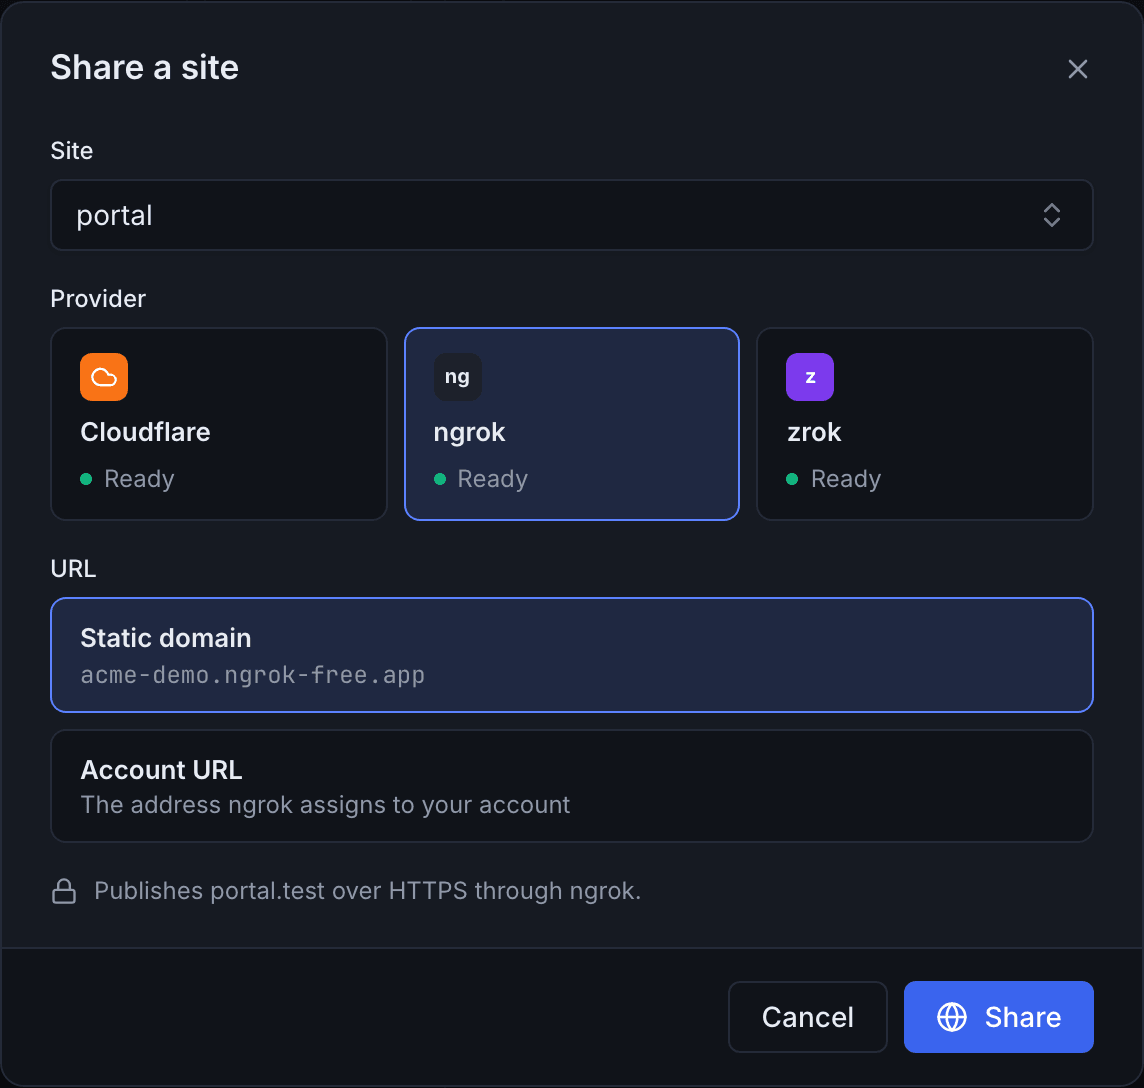 Share a site
Site
portal
Provider
ng
z
Cloudflare
ngrok
zrok
Ready
Ready
Ready
URL
Static domain
acme-demo.ngrok-free.app
Account URL
The address ngrok assigns to your account
Publishes portal.test over HTTPS through ngrok.
Cancel
Share